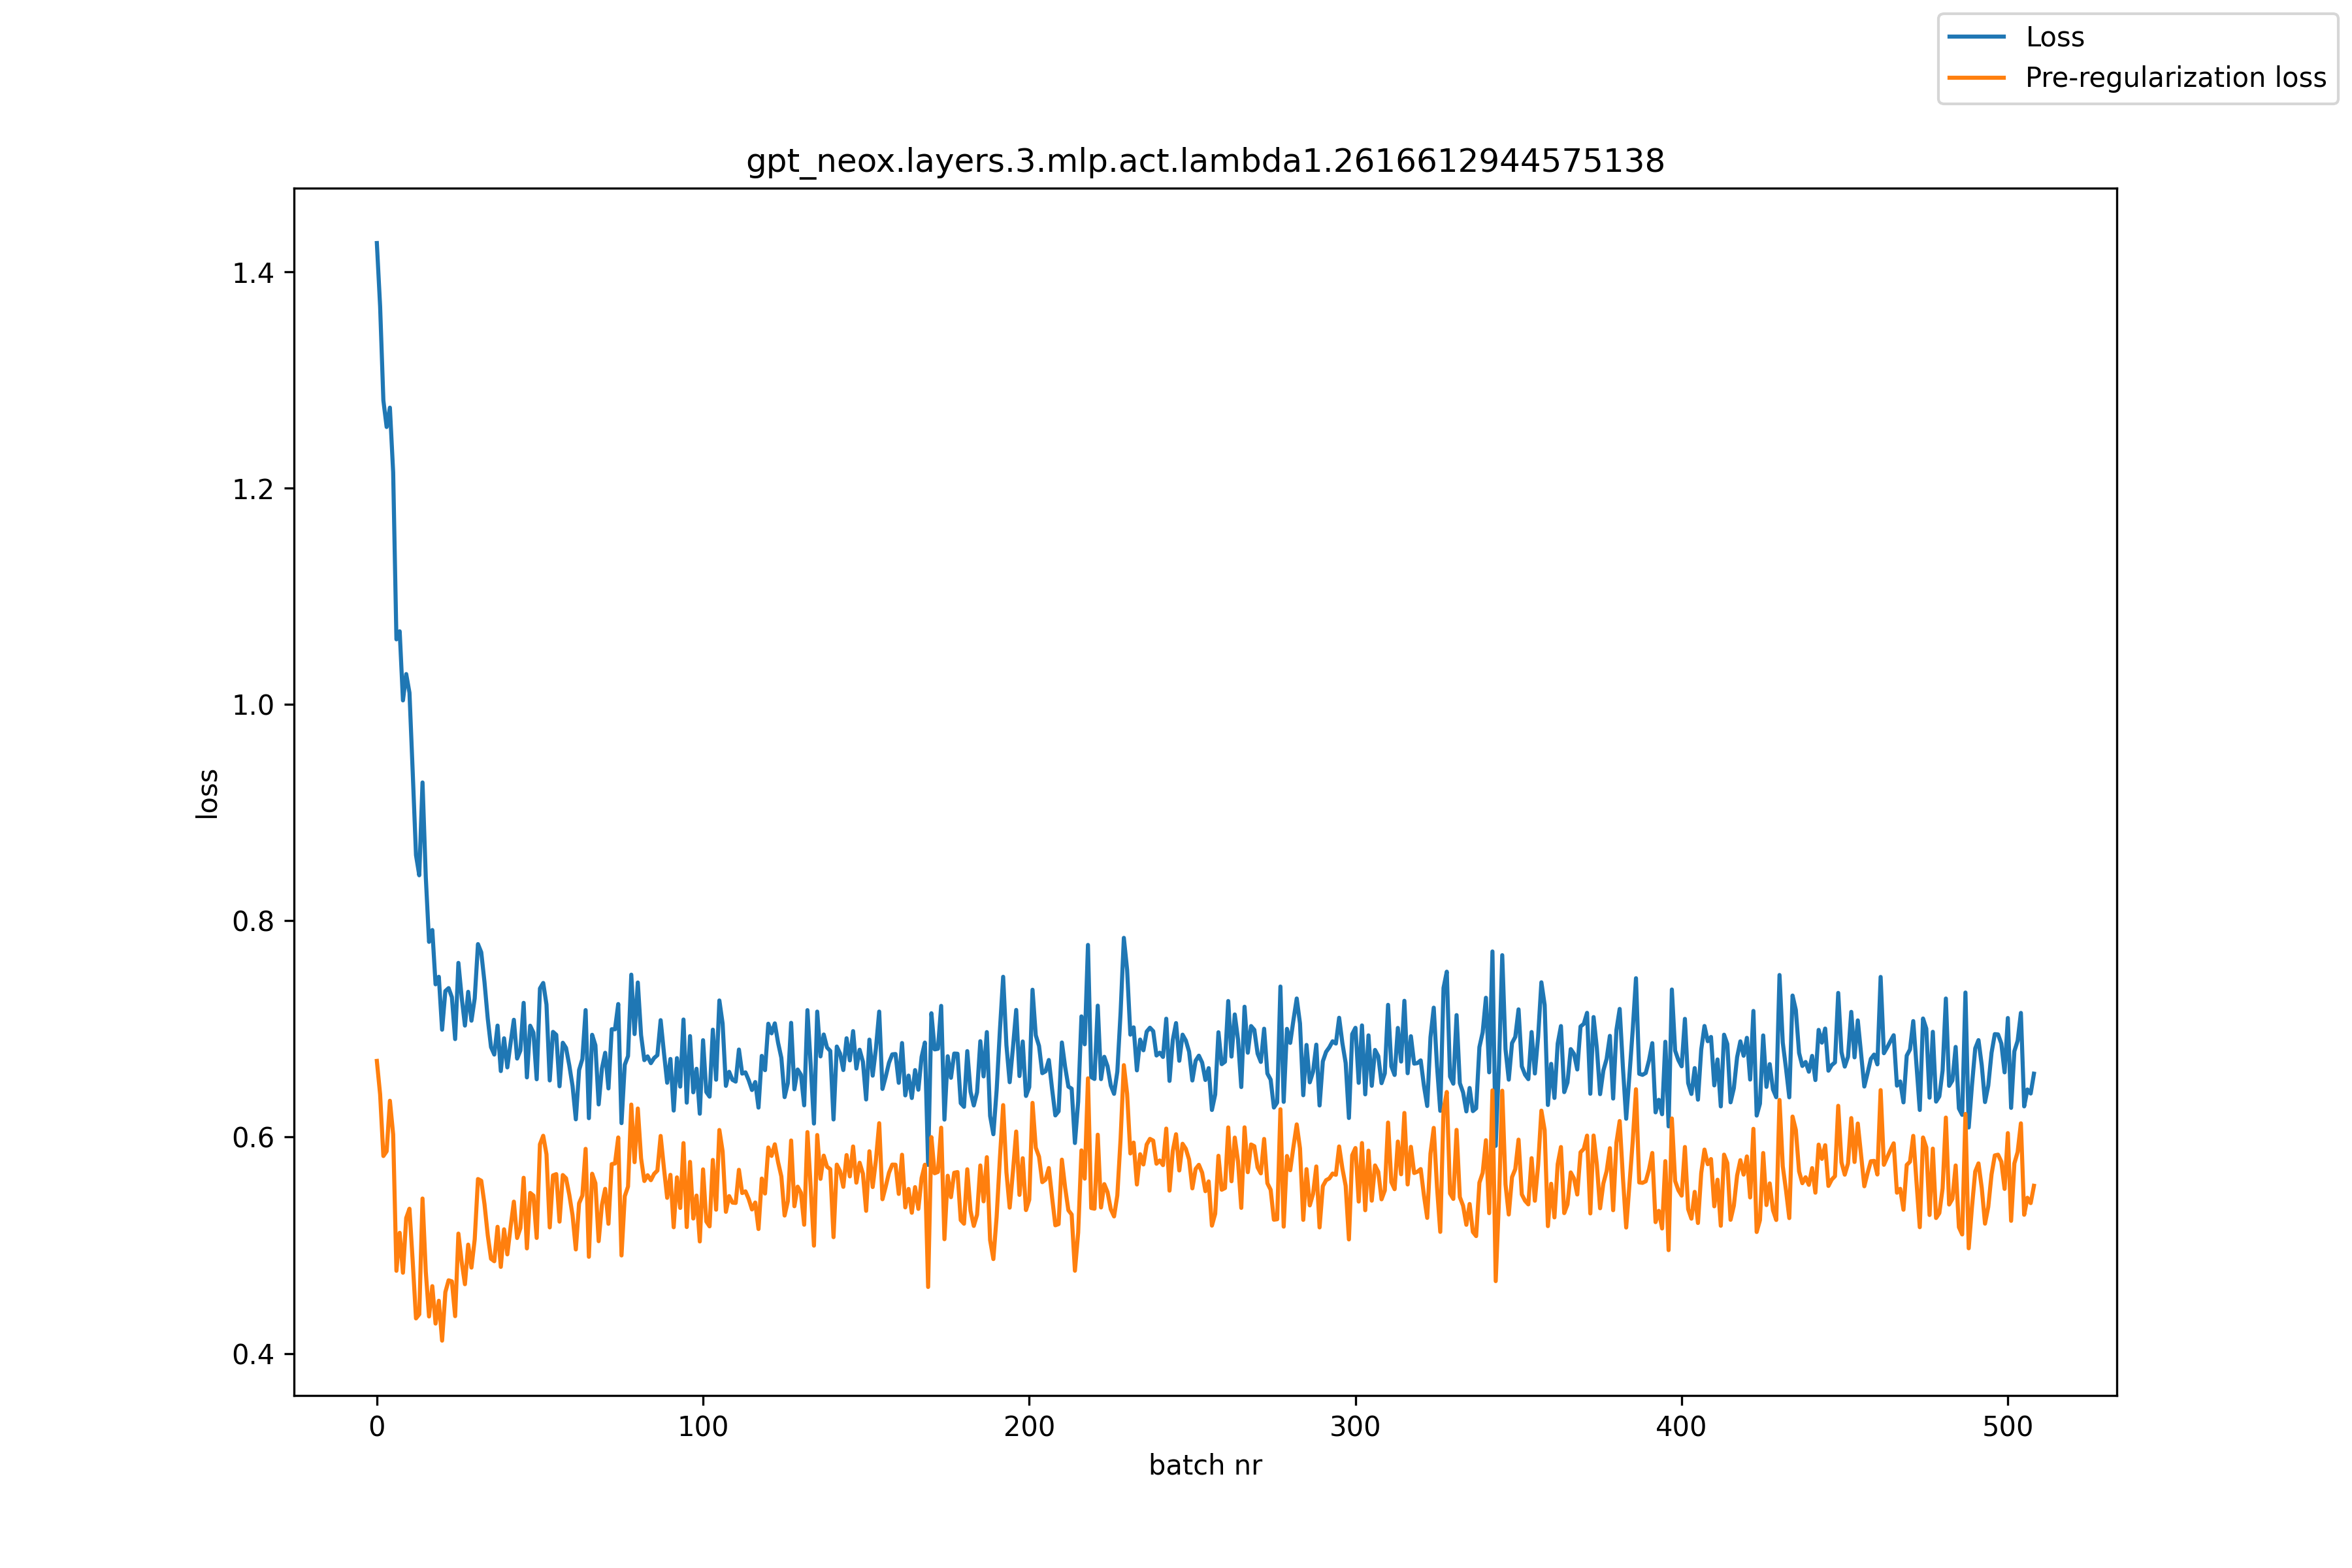 Loss
Pre-regularization loss
gpt_neox.layers.3.mlp.act.lambda1.2616612944575138
1.4
1.2
1.0
0.8
0.6
0.4
loss
0 100 200 300 400 500
batch nr